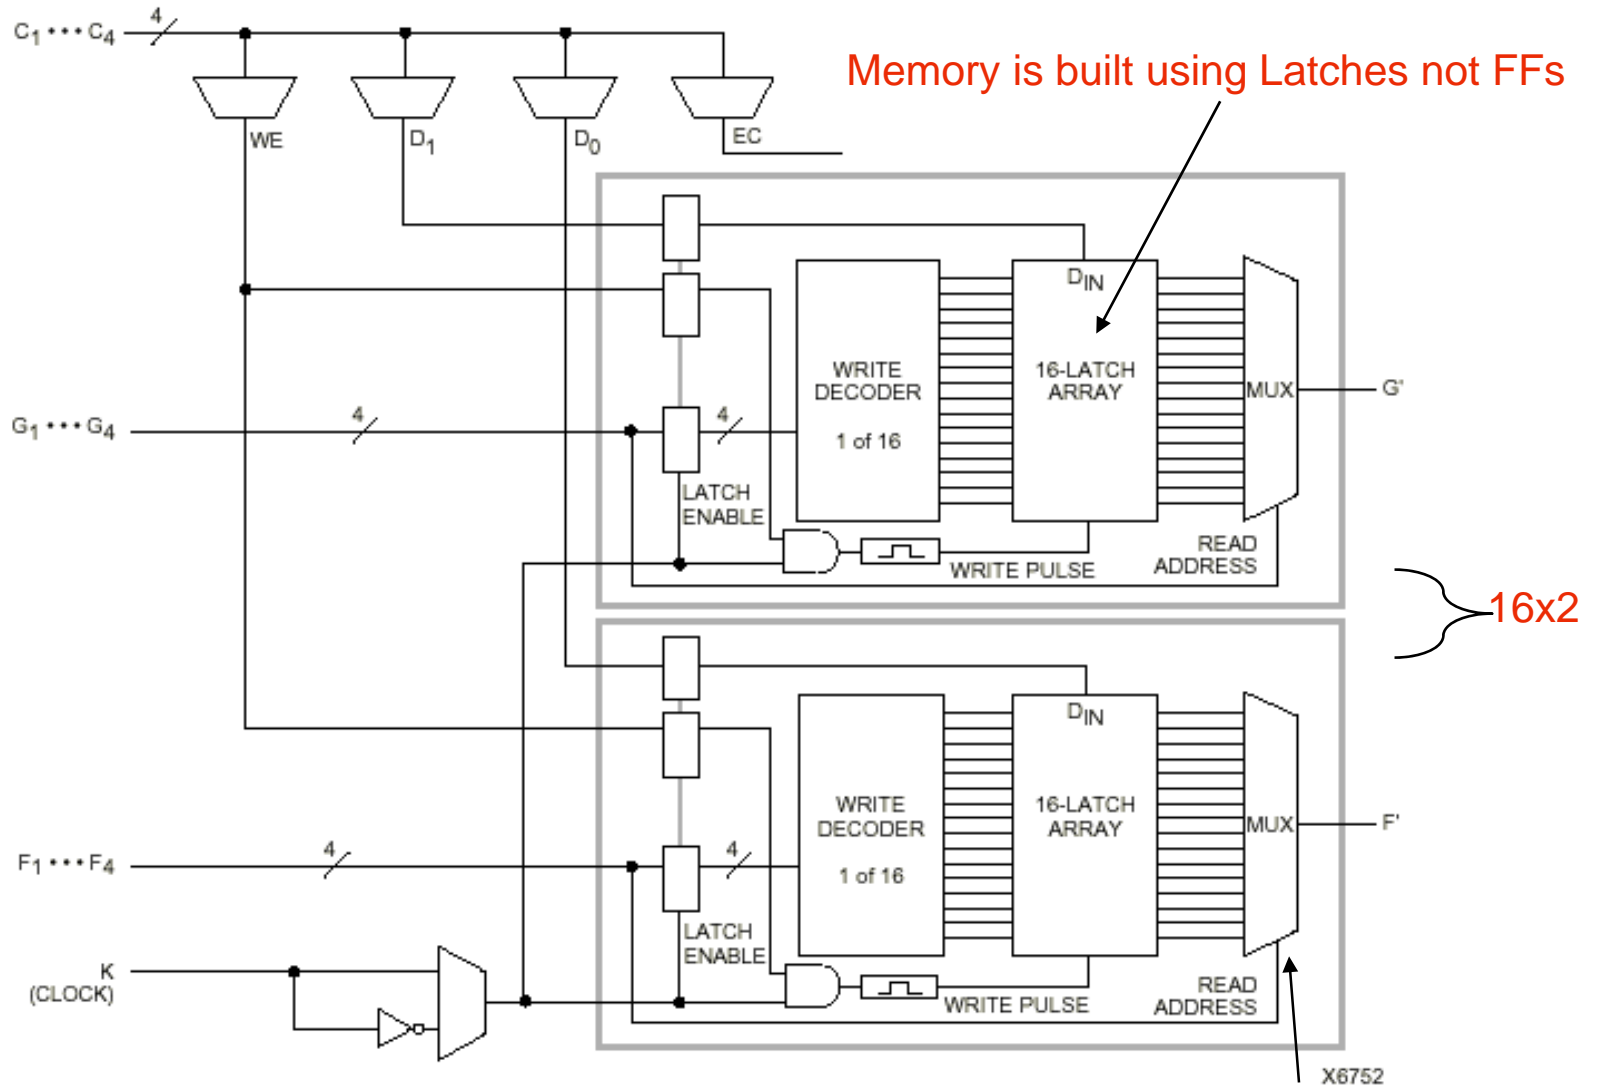 C1 • • • C4
4
Memory is built using Latches not FFs
WE
D1
D0
EC
DIN
WRITE
DECODER
1 of 16
16-LATCH
ARRAY
MUX
G'
G1 • • • G4
4
4
LATCH
ENABLE
WRITE PULSE
READ
ADDRESS
16x2
DIN
WRITE
DECODER
1 of 16
16-LATCH
ARRAY
MUX
F'
F1 • • • F4
4
4
LATCH
ENABLE
K
(CLOCK)
WRITE PULSE
READ
ADDRESS
X6752